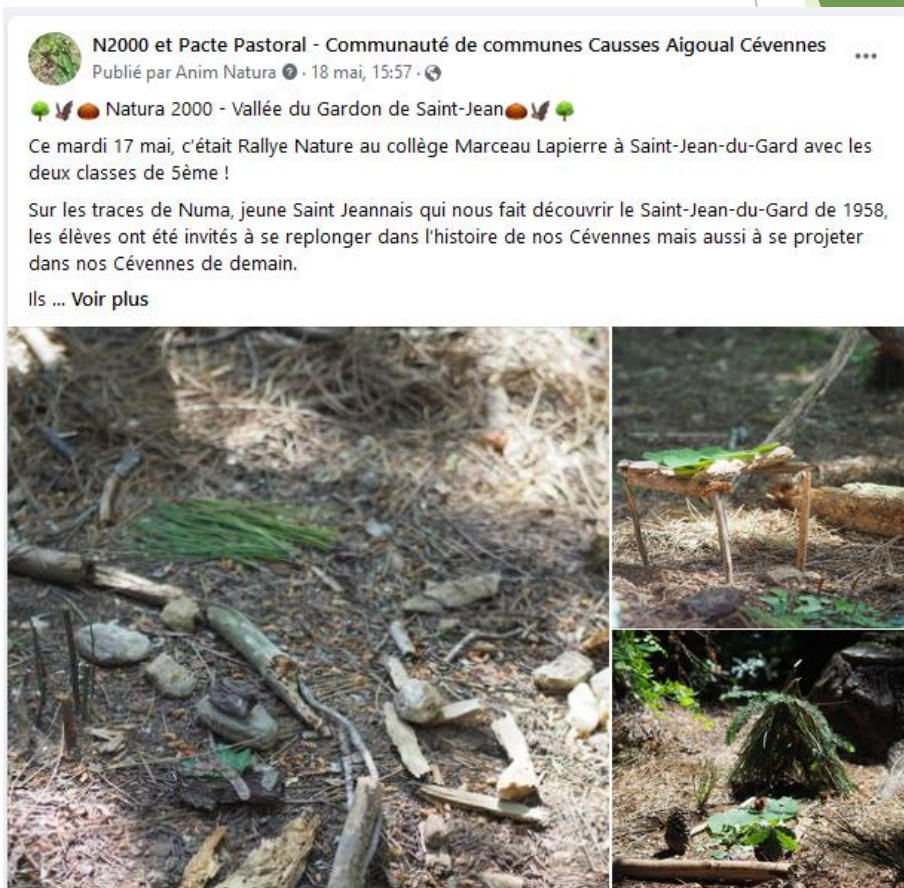 N2000 et Pacte Pastoral - Communauté de communes Causses Aigoual Cévennes
Publié par Anim Natura · 18 mai, 15:57 ·
Natura 2000 - Vallée du Gardon de Saint-Jean
Ce mardi 17 mai, c'était Rallye Nature au collège Marceau Lapierre à Saint-Jean-du-Gard avec les
deux classes de 5ème !
Sur les traces de Numa, jeune Saint Jeannais qui nous fait découvrir le Saint-Jean-du-Gard de 1958,
les élèves ont été invités à se replonger dans l'histoire de nos Cévennes mais aussi à se projeter
dans nos Cévennes de demain.
Ils ... Voir plus